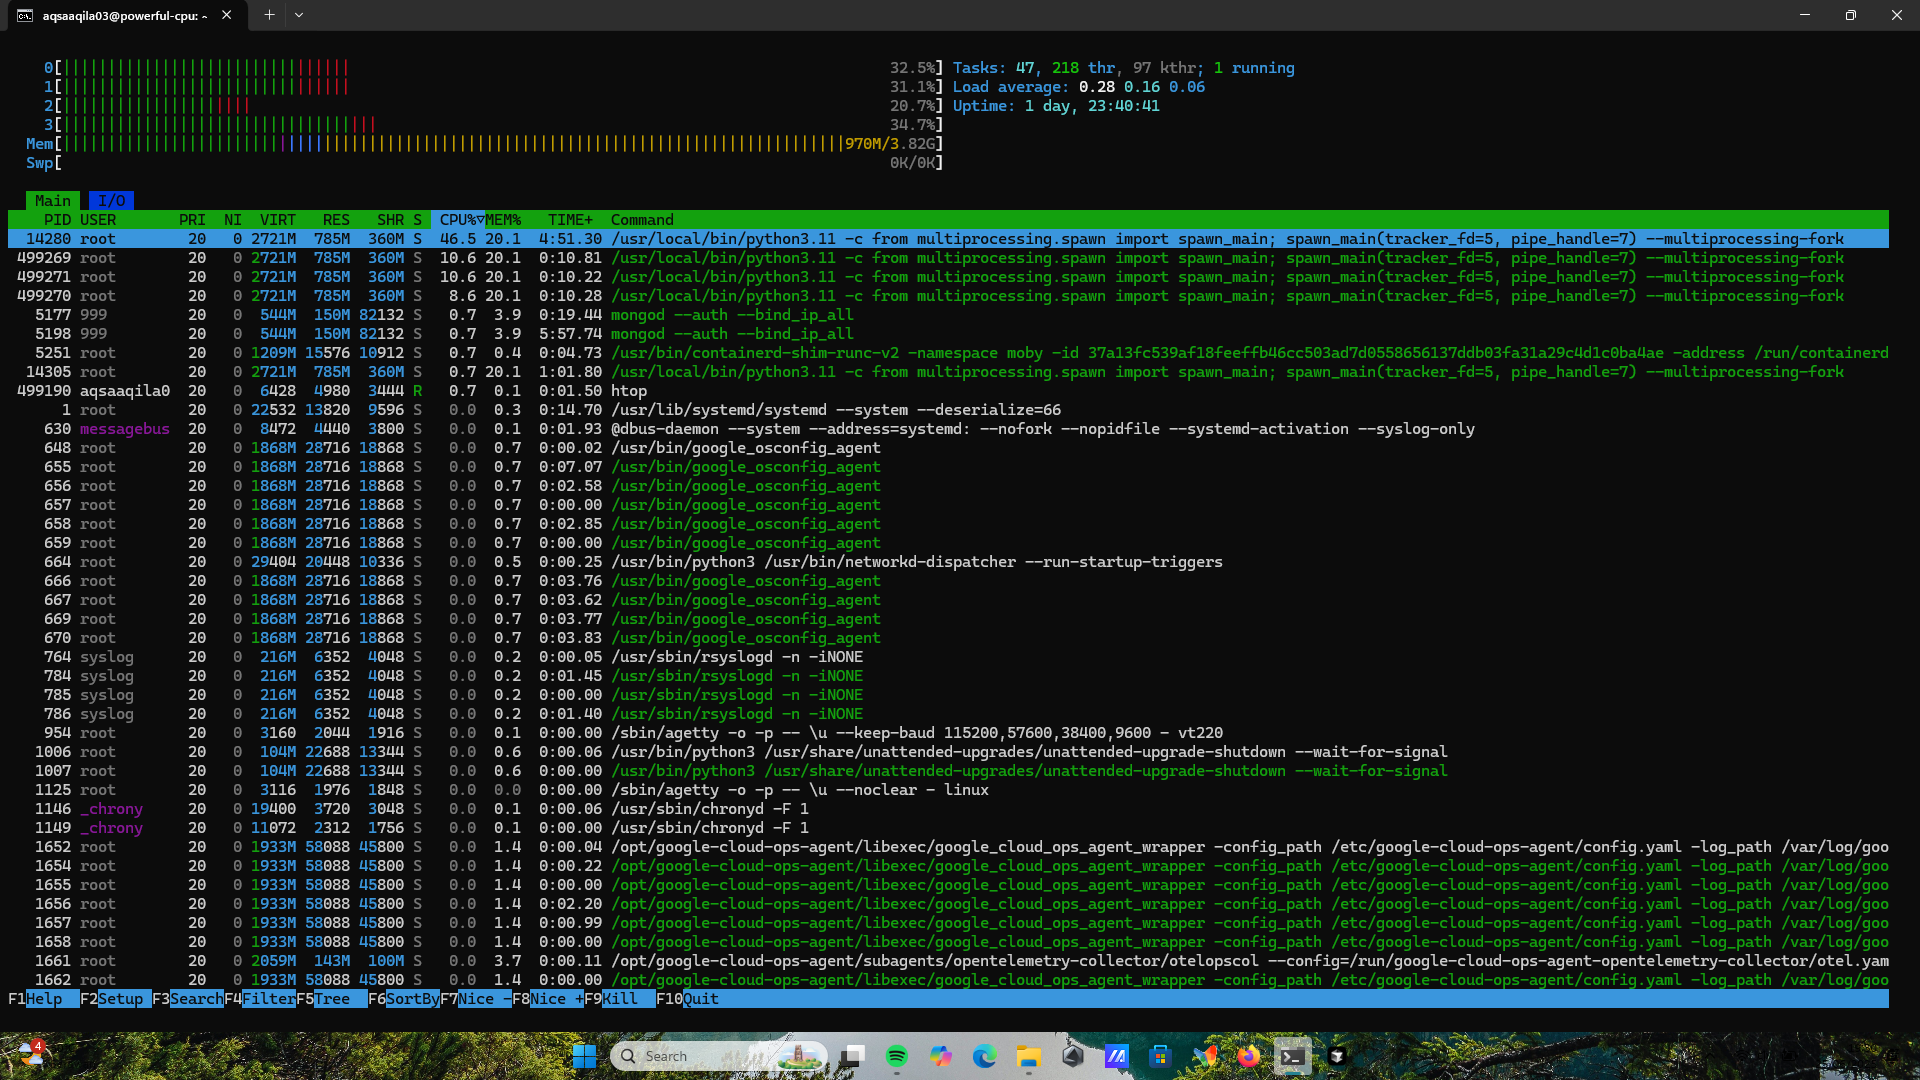 aqsaaqila03@powerful-cpu: ~
0[ 32.5%] Tasks: 47, 218 thr, 97 kthr; 1 running
1[ 31.1%] Load average: 0.28 0.16 0.06
2[ 20.7%] Uptime: 1 day, 23:40:41
3[ 34.7%]
Mem[ 970M/3.82G]
Swp[ 0K/0K]
Main I/O
PID USER PRI NI VIRT RES SHR S CPU%▽MEM% TIME+ Command
14280 root 20 0 2721M 785M 360M S 46.5 20.1 4:51.30 /usr/local/bin/python3.11 -c from multiprocessing.spawn import spawn_main; spawn_main(tracker_fd=5, pipe_handle=7) --multiprocessing-fork
499269 root 20 0 2721M 785M 360M S 10.6 20.1 0:10.81 /usr/local/bin/python3.11 -c from multiprocessing.spawn import spawn_main; spawn_main(tracker_fd=5, pipe_handle=7) --multiprocessing-fork
499271 root 20 0 2721M 785M 360M S 10.6 20.1 0:10.22 /usr/local/bin/python3.11 -c from multiprocessing.spawn import spawn_main; spawn_main(tracker_fd=5, pipe_handle=7) --multiprocessing-fork
499270 root 20 0 2721M 785M 360M S 8.6 20.1 0:10.28 /usr/local/bin/python3.11 -c from multiprocessing.spawn import spawn_main; spawn_main(tracker_fd=5, pipe_handle=7) --multiprocessing-fork
5177 999 20 0 544M 150M 82132 S 0.7 3.9 0:19.44 mongod --auth --bind_ip_all
5198 999 20 0 544M 150M 82132 S 0.7 3.9 5:57.74 mongod --auth --bind_ip_all
5251 root 20 0 1209M 15576 10912 S 0.7 0.4 0:04.73 /usr/bin/containerd-shim-runc-v2 -namespace moby -id 37a13fc539af18feeffb46cc503ad7d0558656137ddb03fa31a29c4d1c0ba4ae -address /run/containerd
14305 root 20 0 2721M 785M 360M S 0.7 20.1 1:01.80 /usr/local/bin/python3.11 -c from multiprocessing.spawn import spawn_main; spawn_main(tracker_fd=5, pipe_handle=7) --multiprocessing-fork
499190 aqsaaqila0 20 0 6428 4980 3444 R 0.7 0.1 0:01.50 htop
1 root 20 0 22532 13820 9596 S 0.0 0.3 0:14.70 /usr/lib/systemd/systemd --system --deserialize=66
630 messagebus 20 0 8472 4440 3800 S 0.0 0.1 0:01.93 @dbus-daemon --system --address=systemd: --nofork --nopidfile --systemd-activation --syslog-only
648 root 20 0 1868M 28716 18868 S 0.0 0.7 0:00.02 /usr/bin/google_osconfig_agent
655 root 20 0 1868M 28716 18868 S 0.0 0.7 0:07.07 /usr/bin/google_osconfig_agent
656 root 20 0 1868M 28716 18868 S 0.0 0.7 0:02.58 /usr/bin/google_osconfig_agent
657 root 20 0 1868M 28716 18868 S 0.0 0.7 0:00.00 /usr/bin/google_osconfig_agent
658 root 20 0 1868M 28716 18868 S 0.0 0.7 0:02.85 /usr/bin/google_osconfig_agent
659 root 20 0 1868M 28716 18868 S 0.0 0.7 0:00.00 /usr/bin/google_osconfig_agent
664 root 20 0 29404 20448 10336 S 0.0 0.5 0:00.25 /usr/bin/python3 /usr/bin/networkd-dispatcher --run-startup-triggers
666 root 20 0 1868M 28716 18868 S 0.0 0.7 0:03.76 /usr/bin/google_osconfig_agent
667 root 20 0 1868M 28716 18868 S 0.0 0.7 0:03.62 /usr/bin/google_osconfig_agent
669 root 20 0 1868M 28716 18868 S 0.0 0.7 0:03.77 /usr/bin/google_osconfig_agent
670 root 20 0 1868M 28716 18868 S 0.0 0.7 0:03.83 /usr/bin/google_osconfig_agent
764 syslog 20 0 216M 6352 4048 S 0.0 0.2 0:00.05 /usr/sbin/rsyslogd -n -iNONE
784 syslog 20 0 216M 6352 4048 S 0.0 0.2 0:01.45 /usr/sbin/rsyslogd -n -iNONE
785 syslog 20 0 216M 6352 4048 S 0.0 0.2 0:00.00 /usr/sbin/rsyslogd -n -iNONE
786 syslog 20 0 216M 6352 4048 S 0.0 0.2 0:01.40 /usr/sbin/rsyslogd -n -iNONE
954 root 20 0 3160 2044 1916 S 0.0 0.1 0:00.00 /sbin/agetty -o -p -- \u --keep-baud 115200,57600,38400,9600 - vt220
1006 root 20 0 104M 22688 13344 S 0.0 0.6 0:00.06 /usr/bin/python3 /usr/share/unattended-upgrades/unattended-upgrade-shutdown --wait-for-signal
1007 root 20 0 104M 22688 13344 S 0.0 0.6 0:00.00 /usr/bin/python3 /usr/share/unattended-upgrades/unattended-upgrade-shutdown --wait-for-signal
1125 root 20 0 3116 1976 1848 S 0.0 0.0 0:00.00 /sbin/agetty -o -p -- \u --noclear - linux
1146 _chrony 20 0 19400 3720 3048 S 0.0 0.1 0:00.06 /usr/sbin/chronyd -F 1
1149 _chrony 20 0 11072 2312 1756 S 0.0 0.1 0:00.00 /usr/sbin/chronyd -F 1
1652 root 20 0 1933M 58088 45800 S 0.0 1.4 0:00.04 /opt/google-cloud-ops-agent/libexec/google_cloud_ops_agent_wrapper -config_path /etc/google-cloud-ops-agent/config.yaml -log_path /var/log/goo
1654 root 20 0 1933M 58088 45800 S 0.0 1.4 0:00.22 /opt/google-cloud-ops-agent/libexec/google_cloud_ops_agent_wrapper -config_path /etc/google-cloud-ops-agent/config.yaml -log_path /var/log/goo
1655 root 20 0 1933M 58088 45800 S 0.0 1.4 0:00.00 /opt/google-cloud-ops-agent/libexec/google_cloud_ops_agent_wrapper -config_path /etc/google-cloud-ops-agent/config.yaml -log_path /var/log/goo
1656 root 20 0 1933M 58088 45800 S 0.0 1.4 0:02.20 /opt/google-cloud-ops-agent/libexec/google_cloud_ops_agent_wrapper -config_path /etc/google-cloud-ops-agent/config.yaml -log_path /var/log/goo
1657 root 20 0 1933M 58088 45800 S 0.0 1.4 0:00.99 /opt/google-cloud-ops-agent/libexec/google_cloud_ops_agent_wrapper -config_path /etc/google-cloud-ops-agent/config.yaml -log_path /var/log/goo
1658 root 20 0 1933M 58088 45800 S 0.0 1.4 0:00.00 /opt/google-cloud-ops-agent/libexec/google_cloud_ops_agent_wrapper -config_path /etc/google-cloud-ops-agent/config.yaml -log_path /var/log/goo
1661 root 20 0 2059M 143M 100M S 0.0 3.7 0:00.11 /opt/google-cloud-ops-agent/subagents/opentelemetry-collector/otelopscol --config=/run/google-cloud-ops-agent-opentelemetry-collector/otel.yam
1662 root 20 0 1933M 58088 45800 S 0.0 1.4 0:00.00 /opt/google-cloud-ops-agent/libexec/google_cloud_ops_agent_wrapper -config_path /etc/google-cloud-ops-agent/config.yaml -log_path /var/log/goo
F1Help F2Setup F3SearchF4FilterF5Tree F6SortByF7Nice -F8Nice +F9Kill F10Quit
4
Search